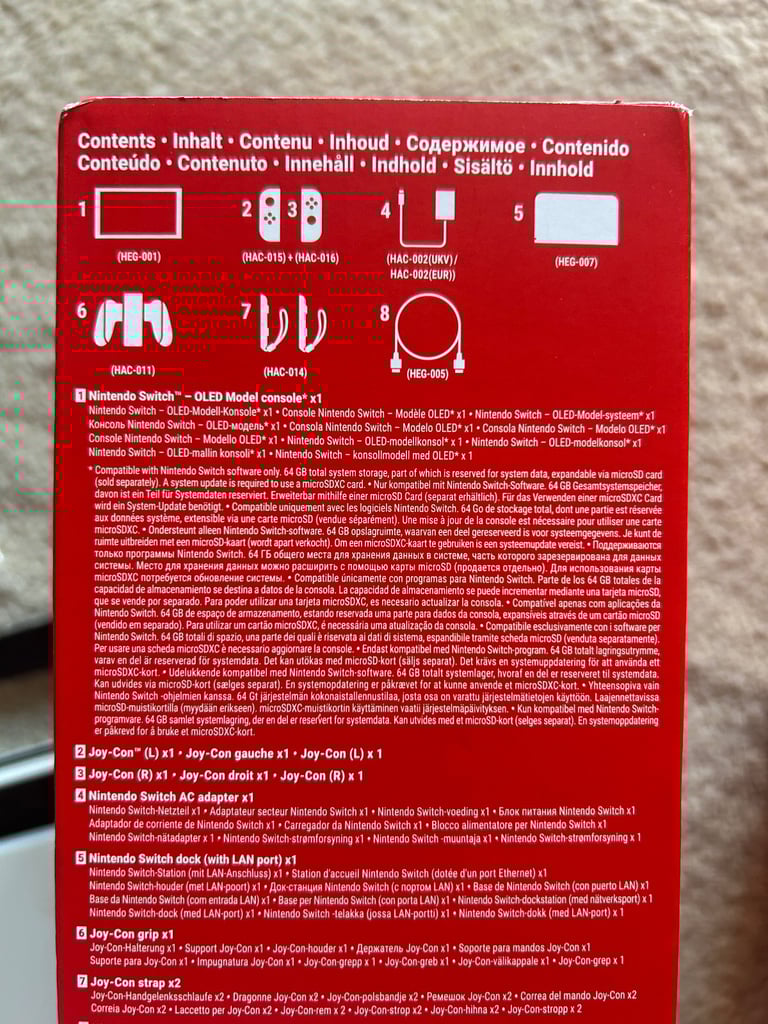 Contents • Inhalt • Contenu • Inhoud • Содержимое • Contenido
Conteúdo • Contenuto • Innehåll • Indhold • Sisältö • Innhold
1 2 3 4 5
(HEG-001) (HAC-015) + (HAC-016) (HAC-002(UKV) / (HEG-007)
HAC-002(EUR))
6 7 8
(HAC-011) (HAC-014) (HEG-005)
1 Nintendo Switch™ – OLED Model console* x1
Nintendo Switch – OLED-Modell-Konsole* x1 • Console Nintendo Switch – Modèle OLED* x1 • Nintendo Switch – OLED-Model-systeem* x1
Консоль Nintendo Switch – OLED-модель* x1 • Consola Nintendo Switch – Modelo OLED* x1 • Consola Nintendo Switch – Modelo OLED x1*
Console Nintendo Switch – Modello OLED* x1 • Nintendo Switch – OLED-modellkonsol* x 1 • Nintendo Switch – OLED-modelkonsol* x1
Nintendo Switch – OLED-mallin konsoli* x1 • Nintendo Switch – konsollmodell med OLED* x 1
* Compatible with Nintendo Switch software only. 64 GB total system storage, part of which is reserved for system data, expandable via microSD card
(sold separately). A system update is required to use a microSDXC card. • Nur kompatibel mit Nintendo-Switch-Software. 64 GB Gesamtsystemspeicher,
davon ist ein Teil für Systemdaten reserviert. Erweiterbar mithilfe einer microSD Card (separat erhältlich). Für das Verwenden einer microSDXC Card
wird ein System-Update benötigt. • Compatible uniquement avec les logiciels Nintendo Switch. 64 Go de stockage total, dont une partie est réservée
aux données système, extensible via une carte microSD (vendue séparément). Une mise à jour de la console est nécessaire pour utiliser une carte
microSDXC. • Ondersteunt alleen Nintendo Switch-software. 64 GB opslagruimte, waarvan een deel gereserveerd is voor systeemgegevens. Je kunt de
ruimte uitbreiden met een microSD-kaart (wordt apart verkocht). Om een microSDXC-kaart te gebruiken is een systeemupdate vereist. • Поддерживаются
только программы Nintendo Switch. 64 ГБ общего места для хранения данных в системе, часть которого зарезервирована для данных
системы. Место для хранения данных можно расширить с помощью карты microSD (продается отдельно). Для использования карты
microSDXC потребуется обновление системы. • Compatible únicamente con programas para Nintendo Switch. Parte de los 64 GB totales de la
capacidad de almacenamiento se destina a datos de la consola. La capacidad de almacenamiento se puede incrementar mediante una tarjeta microSD,
que se vende por separado. Para poder utilizar una tarjeta microSDXC, es necesario actualizar la consola. • Compatível apenas com aplicações da
Nintendo Switch. 64 GB de espaço de armazenamento, estando reservada uma parte para dados da consola, expansíveis através de um cartão microSD
(vendido em separado). Para utilizar um cartão microSDXC, é necessária uma atualização da consola. • Compatibile esclusivamente con i software per
Nintendo Switch. 64 GB totali di spazio, una parte dei quali è riservata ai dati di sistema, espandibile tramite scheda microSD (venduta separatamente).
Per usare una scheda microSDXC è necessario aggiornare la console. • Endast kompatibel med Nintendo Switch-program. 64 GB totalt lagringsutrymme,
varav en del är reserverad för systemdata. Det kan utökas med microSD-kort (säljs separat). Det krävs en systemuppdatering för att använda ett
microSDXC-kort. • Udelukkende kompatibel med Nintendo Switch-software. 64 GB totalt systemlager, hvoraf en del er reserveret til systemdata.
Kan udvides via microSD-kort (sælges separat). En systemopdatering er påkrævet for at kunne anvende et microSDXC-kort. • Yhteensopiva vain
Nintendo Switch -ohjelmien kanssa. 64 Gt järjestelmän kokonaistallennustilaa, josta osa on varattu järjestelmätietojen käyttöön. Laajennettavissa
microSD-muistikortilla (myydään erikseen). microSDXC-muistikortin käyttäminen vaatii järjestelmäpäivityksen. • Kun kompatibel med Nintendo Switch-
programvare. 64 GB samlet systemlagring, der en del er reservert for systemdata. Kan utvides med et microSD-kort (selges separat). En systemoppdatering
er påkrevd for å bruke et microSDXC-kort.
2 Joy-Con™ (L) x1 • Joy-Con gauche x1 • Joy-Con (L) x 1
3 Joy-Con (R) x1 • Joy-Con droit x1 • Joy-Con (R) x 1
4 Nintendo Switch AC adapter x1
Nintendo Switch-Netzteil x1 • Adaptateur secteur Nintendo Switch x1 • Nintendo Switch-voeding x1 • Блок питания Nintendo Switch x1
Adaptador de corriente de Nintendo Switch x1 • Carregador da Nintendo Switch x1 • Blocco alimentatore per Nintendo Switch x1
Nintendo Switch-nätadapter x 1 • Nintendo Switch-strømforsyning x1 • Nintendo Switch -muuntaja x1 • Nintendo Switch-strømforsyning x 1
5 Nintendo Switch dock (with LAN port) x1
Nintendo Switch-Station (mit LAN-Anschluss) x1 • Station d'accueil Nintendo Switch (dotée d'un port Ethernet) x1
Nintendo Switch-houder (met LAN-poort) x1 • Док-станция Nintendo Switch (с портом LAN) x1 • Base de Nintendo Switch (con puerto LAN) x1
Base da Nintendo Switch (com entrada LAN) x1 • Base per Nintendo Switch (con porta LAN) x1 • Nintendo Switch-dockstation (med nätverksport) x 1
Nintendo Switch-dock (med LAN-port) x1 • Nintendo Switch -telakka (jossa LAN-portti) x1 • Nintendo Switch-dokk (med LAN-port) x 1
6 Joy-Con grip x1
Joy-Con-Halterung x1 • Support Joy-Con x1 • Joy-Con-houder x1 • Держатель Joy-Con x1 • Soporte para mandos Joy-Con x1
Suporte para Joy-Con x1 • Impugnatura Joy-Con x1 • Joy-Con-grepp x 1 • Joy-Con-greb x1 • Joy-Con-välikappale x1 • Joy-Con-grep x 1
7 Joy-Con strap x2
Joy-Con-Handgelenksschlaufe x2 • Dragonne Joy-Con x2 • Joy-Con-polsbandje x2 • Ремешок Joy-Con x2 • Correa del mando Joy-Con x2
Correia Joy-Con x2 • Laccetto per Joy-Con x2 • Joy-Con-rem x 2 • Joy-Con-strop x2 • Joy-Con-hihna x2 • Joy-Con-stropp x 2